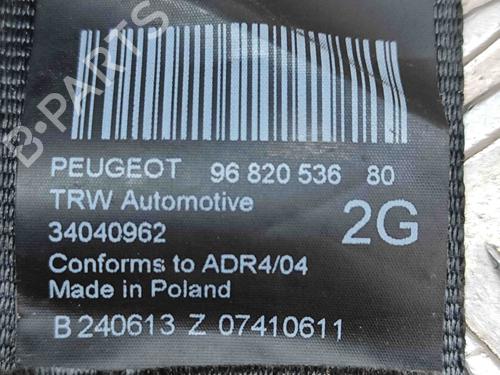 B-PARTS
PEUGEOT 96 820 536 80
TRW Automotive
34040962 2G
Conforms to ADR4/04
Made in Poland
B 240613 Z 07410611